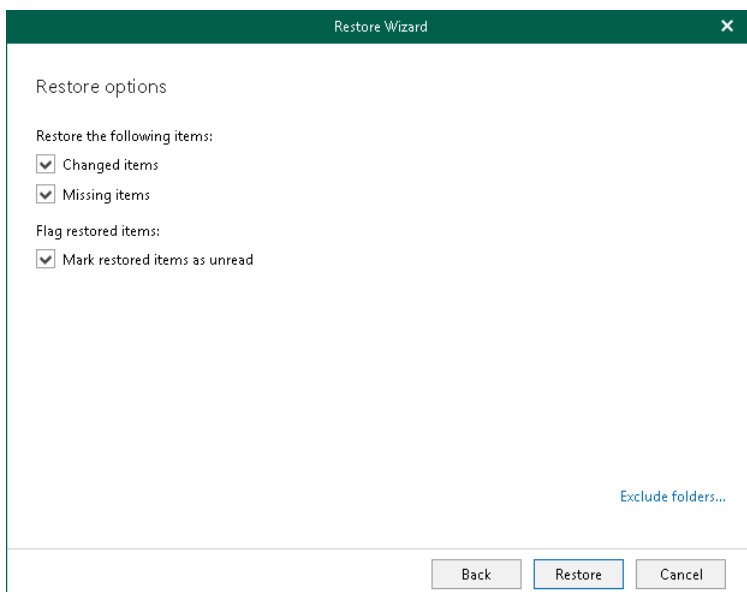 Restore Wizard
Restore options
Restore the following items:
Changed items
Missing items
Flag restored items:
Mark restored items as unread
Exclude folders...
Back Restore Cancel